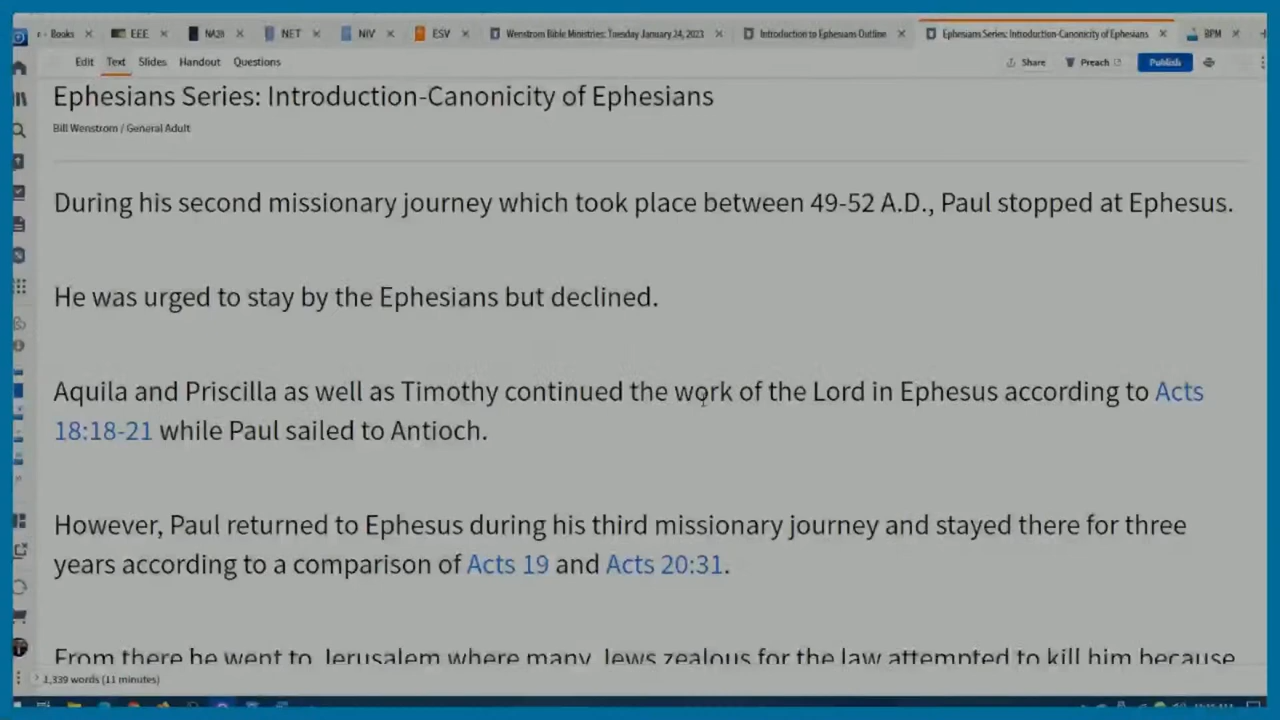 Books
EEE
NA28
NET
NIV
ESV
Wenstrom Bible Ministries: Tuesday January 24, 2023
Introduction to Ephesians Outline
Ephesians Series: Introduction-Canonicity of Ephesians
BPM
Edit
Text
Slides
Handout
Questions
Share
Preach
Publish
Ephesians Series: Introduction-Canonicity of Ephesians
Bill Wenstrom / General Adult
During his second missionary journey which took place between 49-52 A.D., Paul stopped at Ephesus.
He was urged to stay by the Ephesians but declined.
Aquila and Priscilla as well as Timothy continued the work of the Lord in Ephesus according to Acts
18:18-21 while Paul sailed to Antioch.
However, Paul returned to Ephesus during his third missionary journey and stayed there for three
years according to a comparison of Acts 19 and Acts 20:31.
From there he went to Jerusalem where many Jews zealous for the law attempted to kill him because
1,339 words (11 minutes)